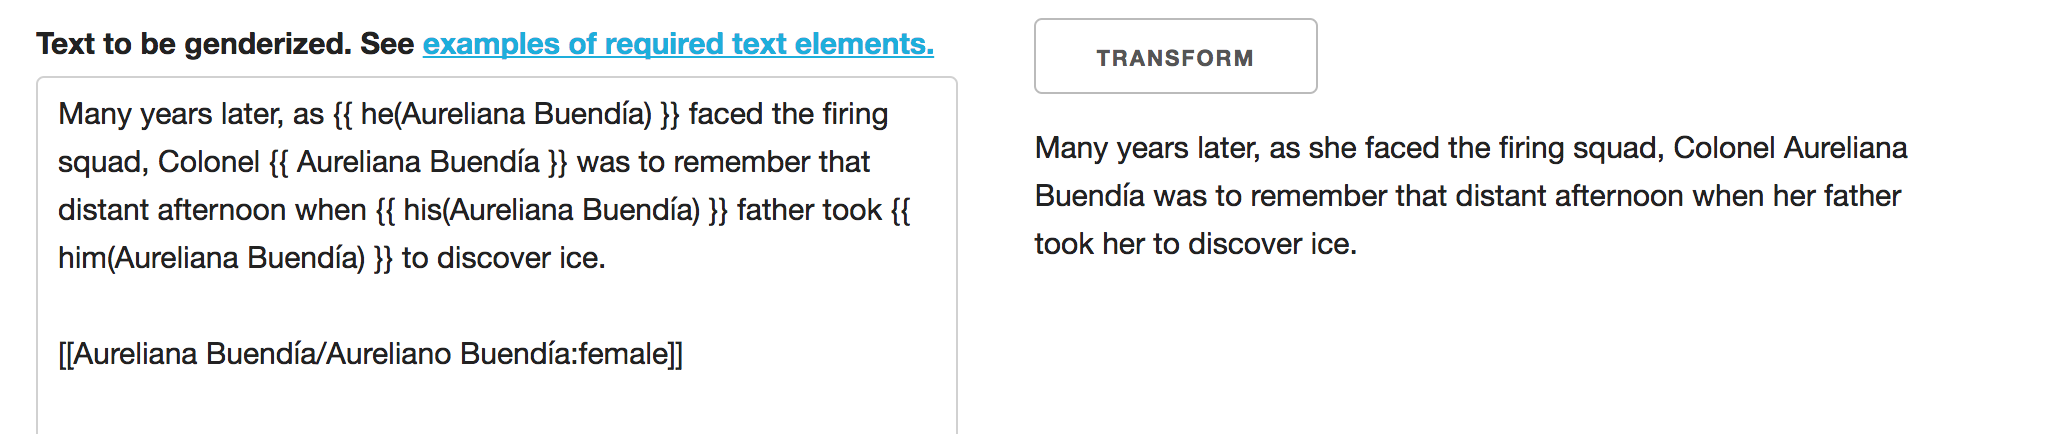 Text to be genderized. See examples of required text elements.
Many years later, as {{ he(Aureliana Buendía) }} faced the firing
squad, Colonel {{ Aureliana Buendía }} was to remember that
distant afternoon when {{ his(Aureliana Buendía) }} father took {{
him(Aureliana Buendía) }} to discover ice.
[[Aureliana Buendía/Aureliano Buendía:female]]
TRANSFORM
Many years later, as she faced the firing squad, Colonel Aureliana
Buendía was to remember that distant afternoon when her father
took her to discover ice.